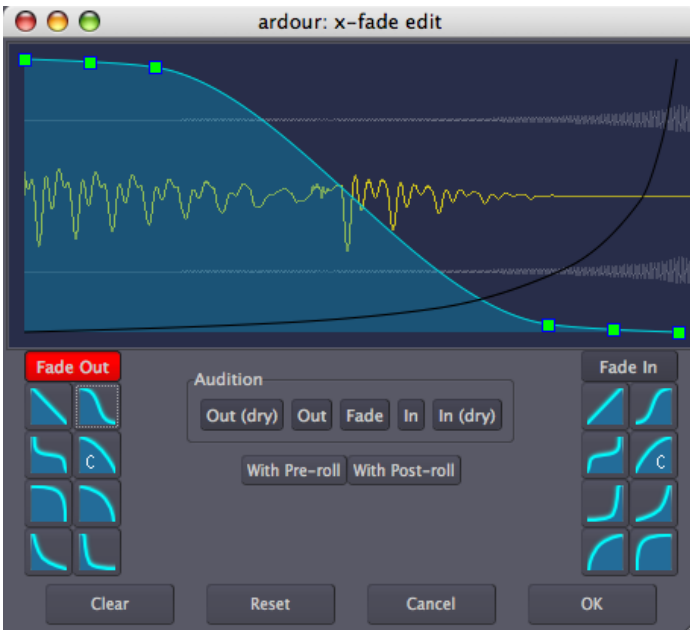 ardour: x-fade edit
Fade Out
Fade In
Audition
Out (dry) Out Fade In In (dry)
C
C
With Pre-roll With Post-roll
Clear Reset Cancel OK